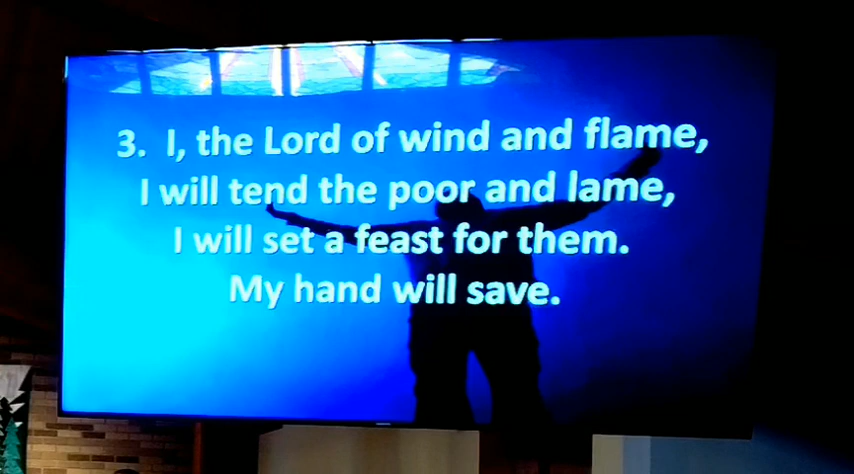 3. I, the Lord of wind and flame,
I will tend the poor and lame,
I will set a feast for them.
My hand will save.